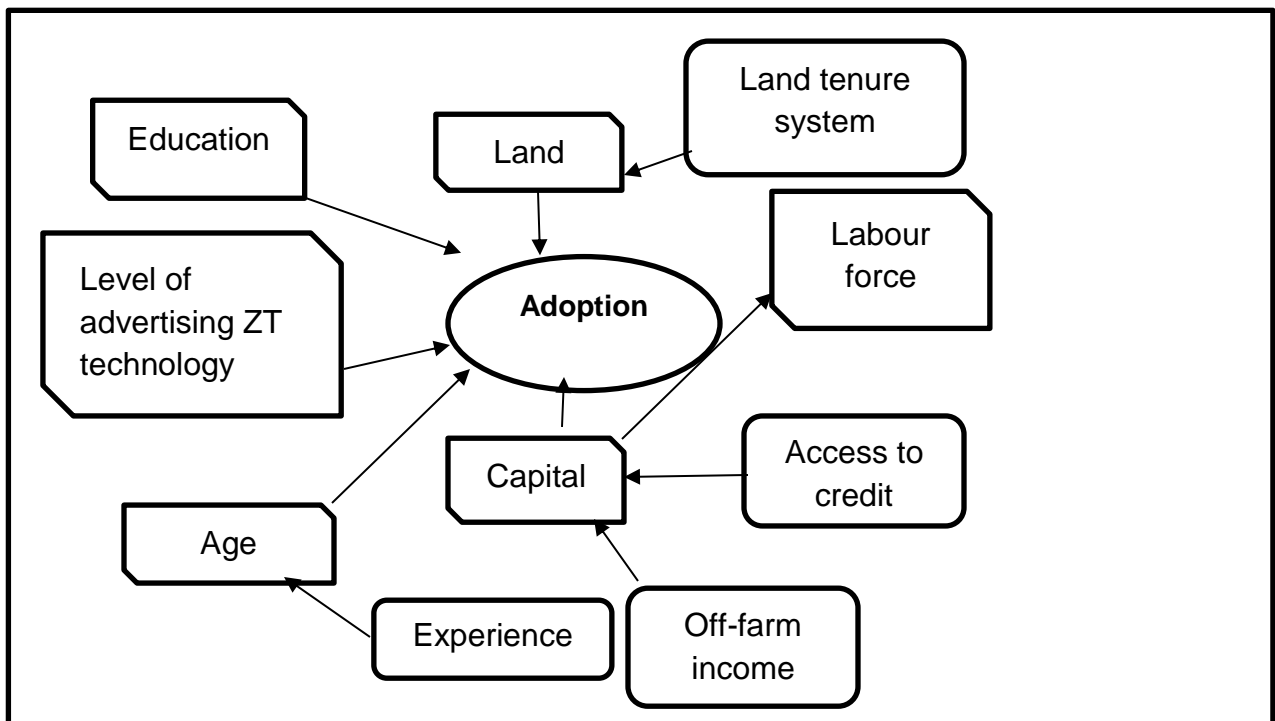 Land tenure
system
Education
Land
Labour
force
Level of
advertising ZT
technology
Adoption
Access to
credit
Capital
Age
Experience
Off-farm
income